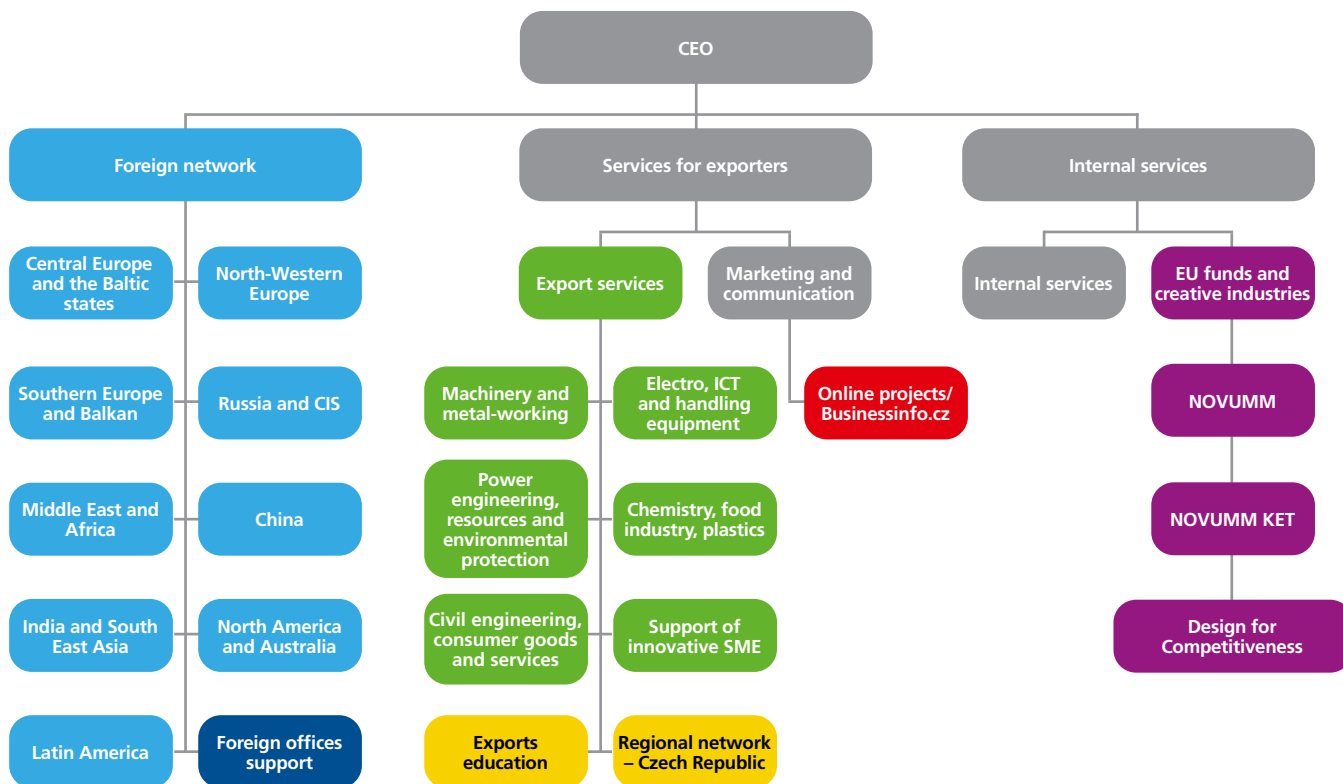 CEO
Foreign network
Services for exporters
Internal services
Central Europe
and the Baltic
states
North-Western
Europe
Export services
Marketing and
communication
Internal services
EU funds and
creative industries
Southern Europe
and Balkan
Russia and CIS
Machinery and
metal-working
Electro, ICT
and handling
equipment
Online projects/
Businessinfo.cz
NOVUMM
Middle East and
Africa
China
Power
engineering,
resources and
environmental
protection
Chemistry, food
industry, plastics
NOVUMM KET
India and South
East Asia
North America
and Australia
Civil engineering,
consumer goods
and services
Support of
innovative SME
Design for
Competitiveness
Latin America
Foreign offices
support
Exports
education
Regional network
– Czech Republic